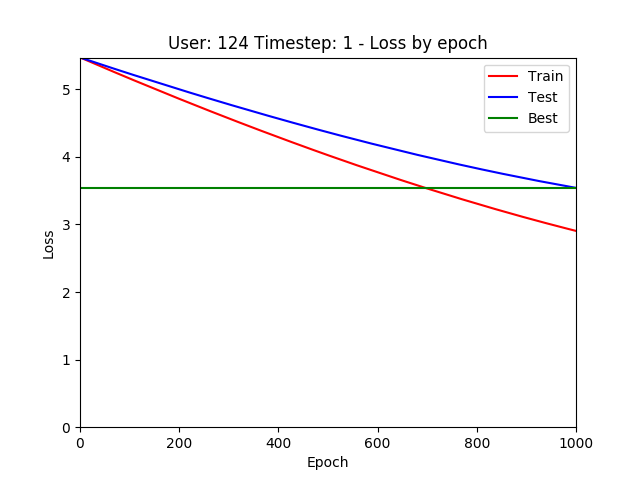 User: 124 Timestep: 1 - Loss by epoch
Train
Test
Best
5
4
3
2
1
0
Loss
0 200 400 600 800 1000
Epoch